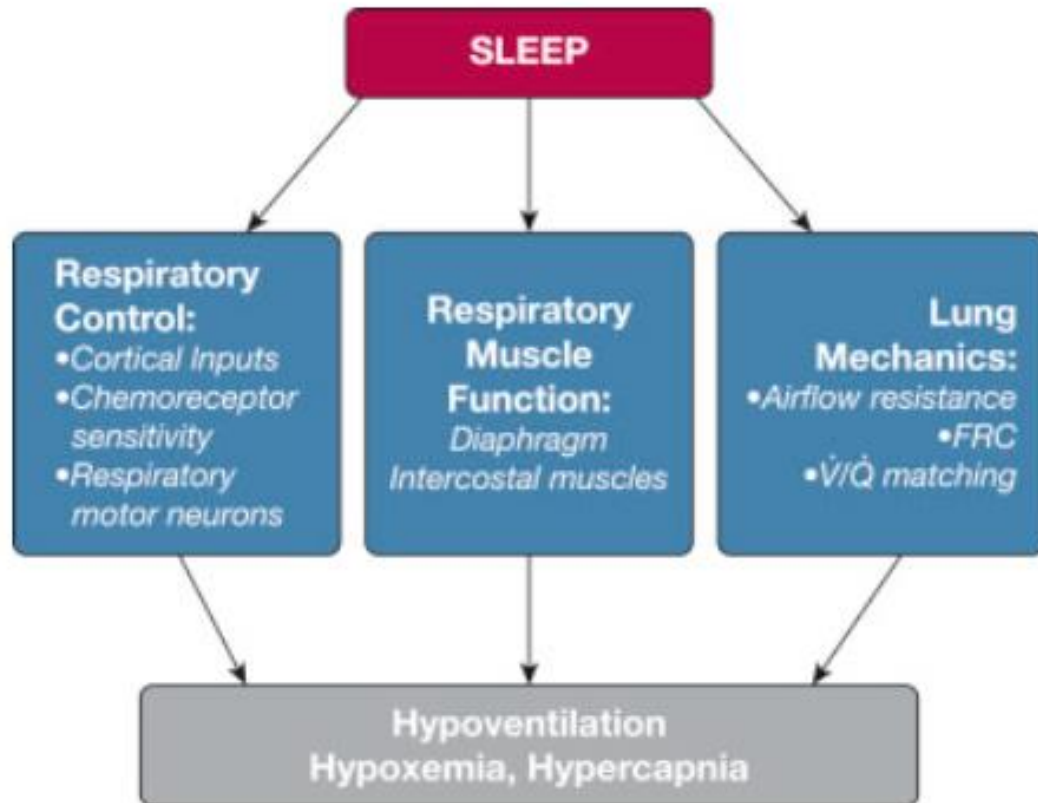 SLEEP
Respiratory
Control:
•Cortical Inputs
•Chemoreceptor
sensitivity
•Respiratory
motor neurons
Respiratory
Muscle
Function:
Diaphragm
Intercostal muscles
Lung
Mechanics:
•Airflow resistance
•FRC
•V̇/Q̇ matching
Hypoventilation
Hypoxemia, Hypercapnia